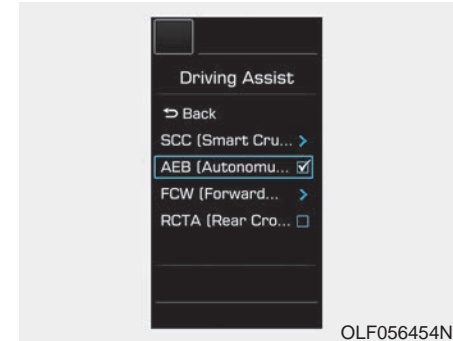 Driving Assist
⮌ Back
SCC (Smart Cru... >
AEB (Autonomu... ☑
FCW (Forward... >
RCTA (Rear Cro... ☐
OLF056454N